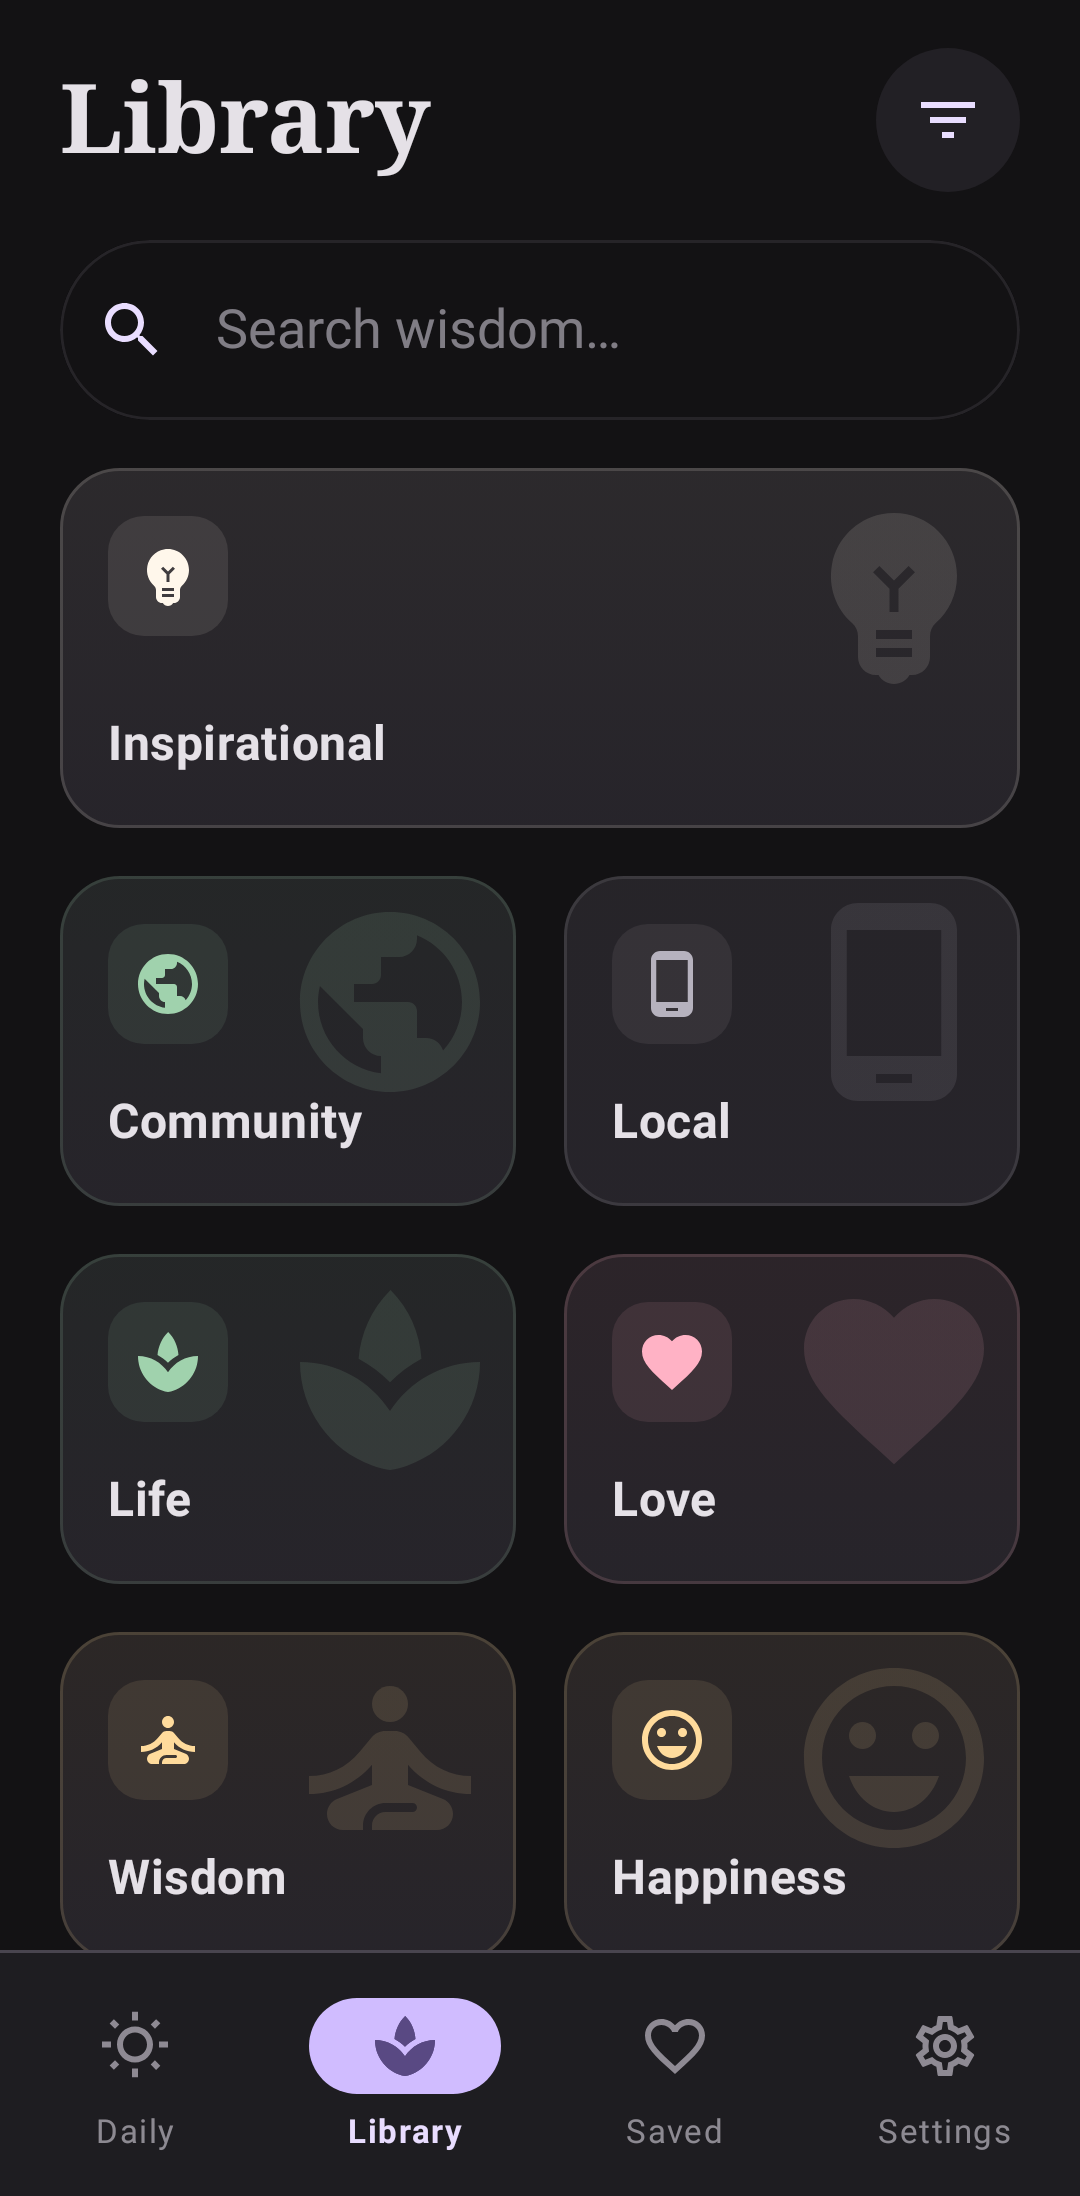 Library
Search wisdom...
Inspirational
Community
Local
Life
Love
Wisdom
Happiness
Daily
Library
Saved
Settings